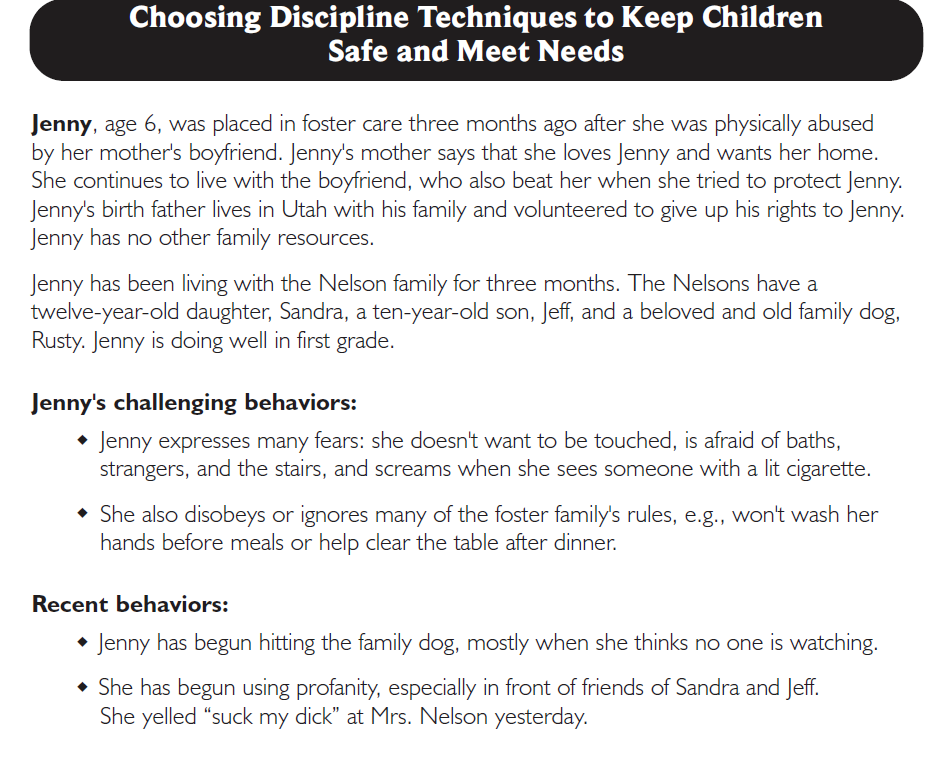 Choosing Discipline Techniques to Keep Children
Safe and Meet Needs
Jenny, age 6, was placed in foster care three months ago after she was physically abused
by her mother's boyfriend. Jenny's mother says that she loves Jenny and wants her home.
She continues to live with the boyfriend, who also beat her when she tried to protect Jenny.
Jenny's birth father lives in Utah with his family and volunteered to give up his rights to Jenny.
Jenny has no other family resources.
Jenny has been living with the Nelson family for three months. The Nelsons have a
twelve-year-old daughter, Sandra, a ten-year-old son, Jeff, and a beloved and old family dog,
Rusty. Jenny is doing well in first grade.
Jenny's challenging behaviors:
◆ Jenny expresses many fears: she doesn't want to be touched, is afraid of baths,
strangers, and the stairs, and screams when she sees someone with a lit cigarette.
◆ She also disobeys or ignores many of the foster family's rules, e.g., won't wash her
hands before meals or help clear the table after dinner.
Recent behaviors:
◆ Jenny has begun hitting the family dog, mostly when she thinks no one is watching.
◆ She has begun using profanity, especially in front of friends of Sandra and Jeff.
She yelled “suck my dick” at Mrs. Nelson yesterday.